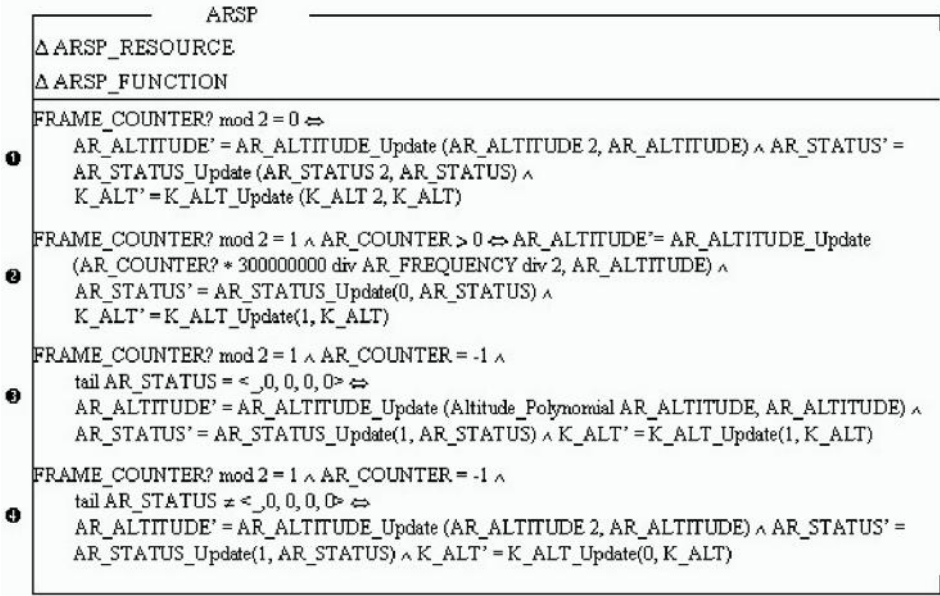 ARSP
Δ ARSP_RESOURCE
Δ ARSP_FUNCTION
FRAME_COUNTER? mod 2 = 0 ⇔
❶ AR_ALTITUDE’ = AR_ALTITUDE_Update (AR_ALTITUDE 2, AR_ALTITUDE) ∧ AR_STATUS’ =
AR_STATUS_Update (AR_STATUS 2, AR_STATUS) ∧
K_ALT’ = K_ALT_Update (K_ALT 2, K_ALT)
FRAME_COUNTER? mod 2 = 1 ∧ AR_COUNTER > 0 ⇔ AR_ALTITUDE’= AR_ALTITUDE_Update
❷ (AR_COUNTER? * 300000000 div AR_FREQUENCY div 2, AR_ALTITUDE) ∧
AR_STATUS’ = AR_STATUS_Update(0, AR_STATUS) ∧
K_ALT’ = K_ALT_Update(1, K_ALT)
FRAME_COUNTER? mod 2 = 1 ∧ AR_COUNTER = -1 ∧
tail AR_STATUS = <_,0, 0, 0, 0> ⇔
❸ AR_ALTITUDE’ = AR_ALTITUDE_Update (Altitude_Polynomial AR_ALTITUDE, AR_ALTITUDE) ∧
AR_STATUS’ = AR_STATUS_Update(1, AR_STATUS) ∧ K_ALT’ = K_ALT_Update(1, K_ALT)
FRAME_COUNTER? mod 2 = 1 ∧ AR_COUNTER = -1 ∧
tail AR_STATUS ≠ <_,0, 0, 0, 0> ⇔
❹ AR_ALTITUDE’ = AR_ALTITUDE_Update (AR_ALTITUDE 2, AR_ALTITUDE) ∧ AR_STATUS’ =
AR_STATUS_Update(1, AR_STATUS) ∧ K_ALT’ = K_ALT_Update(0, K_ALT)